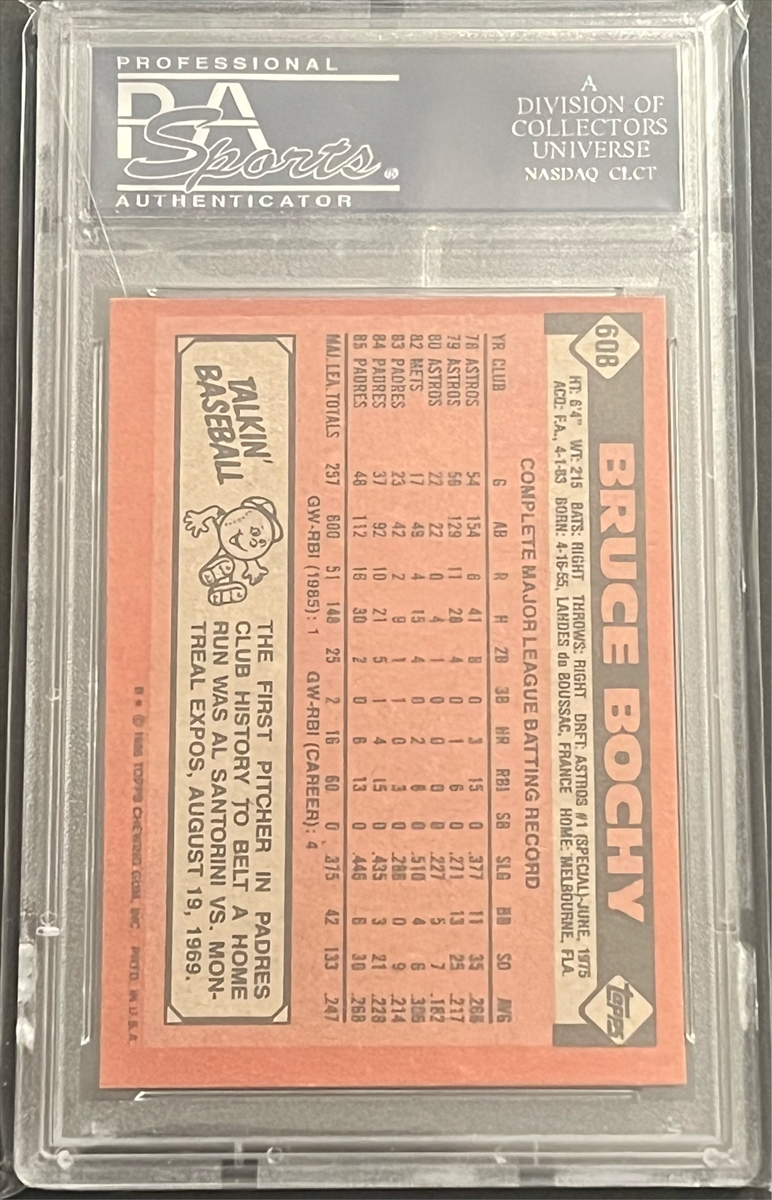 PROFESSIONAL
PSA
Sports®
AUTHENTICATOR
A
DIVISION OF
COLLECTORS
UNIVERSE
NASDAQ CLCT
608
BRUCE BOCHY
topps
HT: 6'4" WT: 215 BATS: RIGHT THROWS: RIGHT DRFT: ASTROS #1 (SPECIAL)-JUNE, 1975
ACQ: F.A., 4-1-83 BORN: 4-16-55, LANDES de BOUSSAC, FRANCE HOME: MELBOURNE, FLA.
COMPLETE MAJOR LEAGUE BATTING RECORD
YR CLUB G AB R H 2B 3B HR RBI SB SLG BB SO AVG
78 ASTROS 54 154 8 41 8 0 3 15 0 .377 11 35 .266
79 ASTROS 56 129 11 28 4 0 1 6 0 .271 13 25 .217
80 ASTROS 22 22 0 4 1 0 0 0 0 .227 5 7 .182
82 METS 17 49 4 15 4 0 2 8 0 .510 4 6 .306
83 PADRES 23 42 2 9 1 1 0 3 0 .286 0 9 .214
84 PADRES 37 92 10 21 5 1 4 15 0 .435 3 21 .228
85 PADRES 48 112 16 30 2 0 6 13 0 .446 6 30 .268
MAJ. LEA. TOTALS 257 600 51 148 25 2 16 60 0 .375 42 133 .247
GW-RBI (1985): 1 GW-RBI (CAREER): 4
TALKIN'
BASEBALL
THE FIRST PITCHER IN PADRES
CLUB HISTORY TO BELT A HOME
RUN WAS AL SANTORINI VS. MON-
TREAL EXPOS, AUGUST 19, 1969.
© 1986 TOPPS CHEWING GUM, INC. PRTD. IN U.S.A.